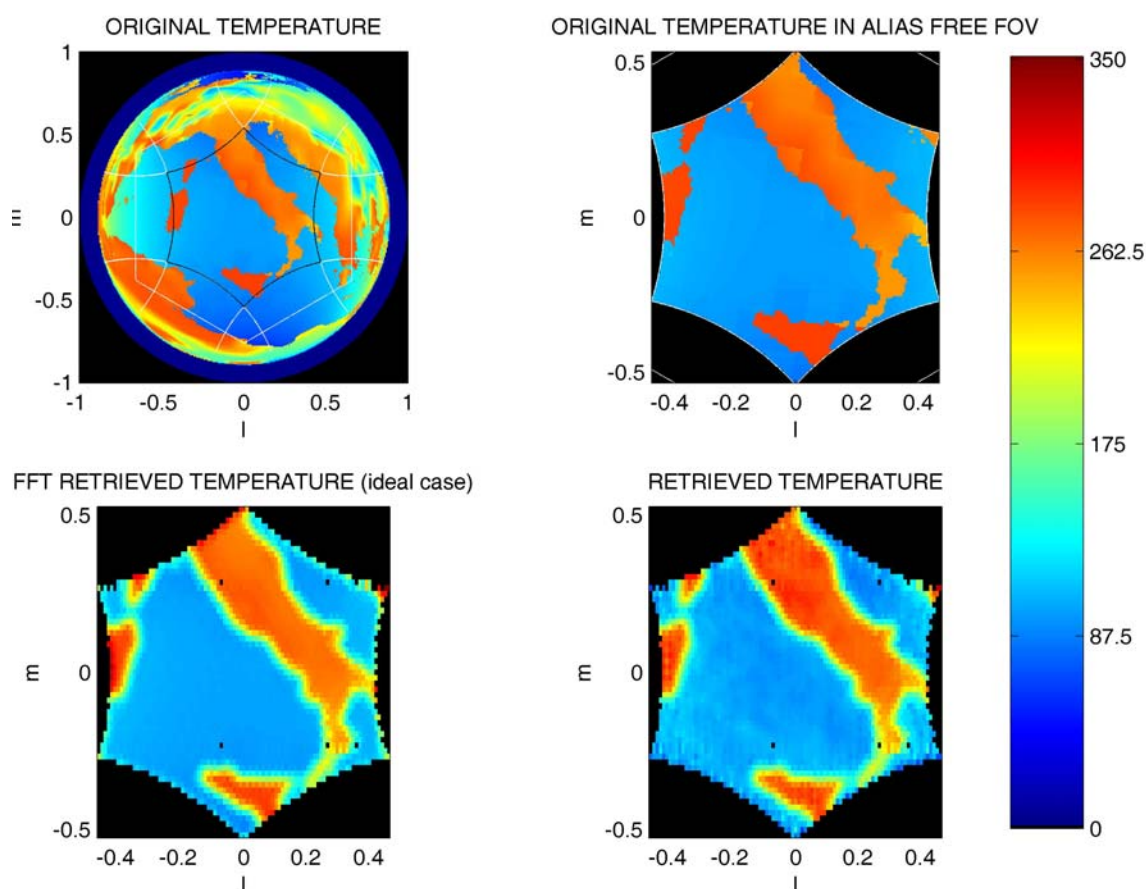 ORIGINAL TEMPERATURE
1
0.5
m
0
-0.5
-1
-1 -0.5 0 0.5 1
l
ORIGINAL TEMPERATURE IN ALIAS FREE FOV
0.5
m
0
-0.5
-0.4 -0.2 0 0.2 0.4
l
350
262.5
175
87.5
0
FFT RETRIEVED TEMPERATURE (ideal case)
0.5
m
0
-0.5
-0.4 -0.2 0 0.2 0.4
l
RETRIEVED TEMPERATURE
0.5
m
0
-0.5
-0.4 -0.2 0 0.2 0.4
l